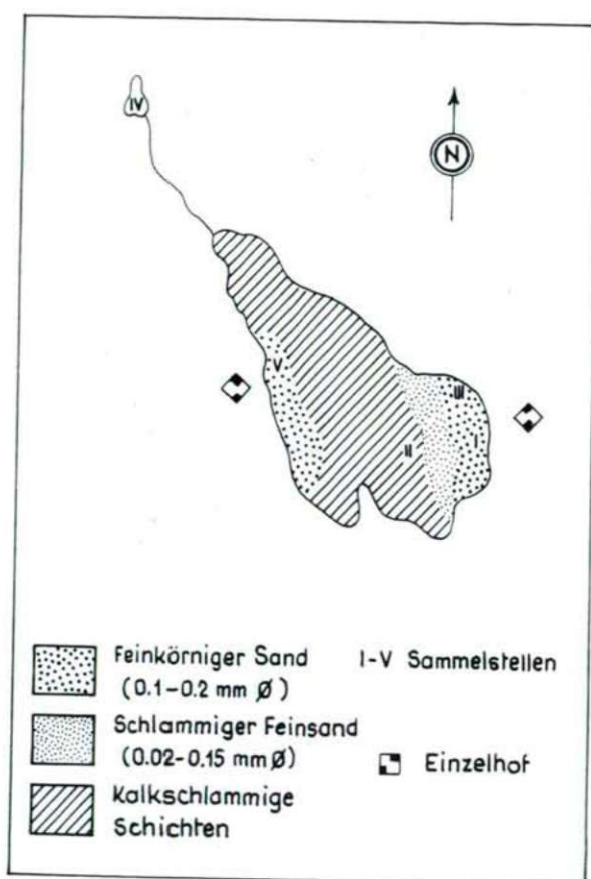 IV
N
V
III
I
II
Feinkörniger Sand
(0.1-0.2 mm Ø)
I-V Sammelstellen
Schlammiger Feinsand
(0.02-0.15 mm Ø)
Einzelhof
Kalkschlammige
Schichten